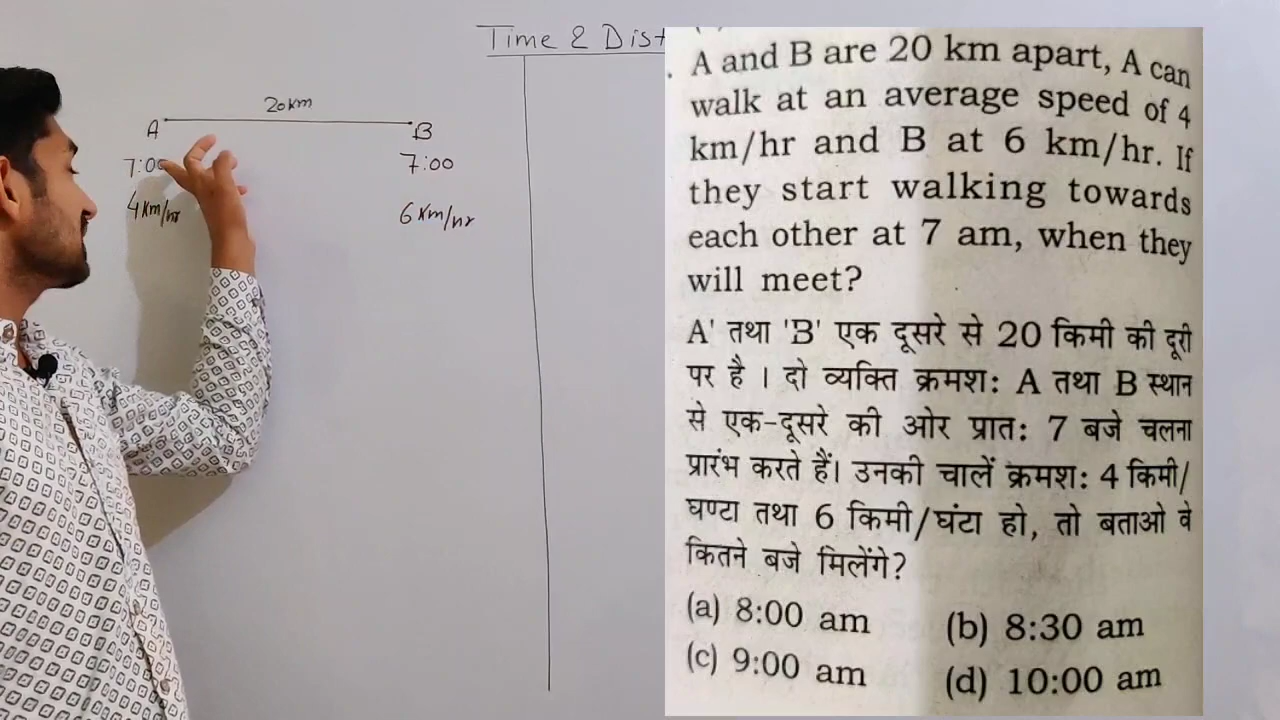 Time & Dist
20km
A B
7:00 7:00
4km/hr 6km/hr
A and B are 20 km apart, A can
walk at an average speed of 4
km/hr and B at 6 km/hr. If
they start walking towards
each other at 7 am, when they
will meet?
A' तथा 'B' एक दूसरे से 20 किमी की दूरी
पर है । दो व्यक्ति क्रमश: A तथा B स्थान
से एक-दूसरे की ओर प्रात: 7 बजे चलना
प्रारंभ करते हैं। उनकी चालें क्रमश: 4 किमी/
घण्टा तथा 6 किमी/घंटा हो, तो बताओ वे
कितने बजे मिलेंगे?
(a) 8:00 am (b) 8:30 am
(c) 9:00 am (d) 10:00 am